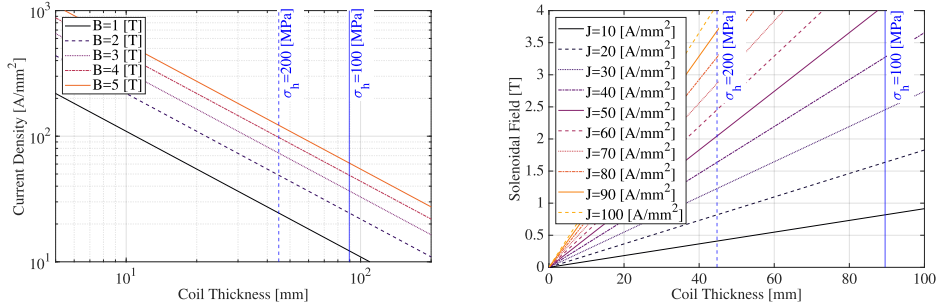 Current Density [A/mm²]
10³
10²
10¹
B=1 [T]
B=2 [T]
B=3 [T]
B=4 [T]
B=5 [T]
σₕ=200 [MPa]
σₕ=100 [MPa]
10¹
10²
Coil Thickness [mm]
Solenoidal Field [T]
4
3.5
3
2.5
2
1.5
1
0.5
0
J=10 [A/mm²]
J=20 [A/mm²]
J=30 [A/mm²]
J=40 [A/mm²]
J=50 [A/mm²]
J=60 [A/mm²]
J=70 [A/mm²]
J=80 [A/mm²]
J=90 [A/mm²]
J=100 [A/mm²]
σₕ=200 [MPa]
σₕ=100 [MPa]
0
20
40
60
80
100
Coil Thickness [mm]